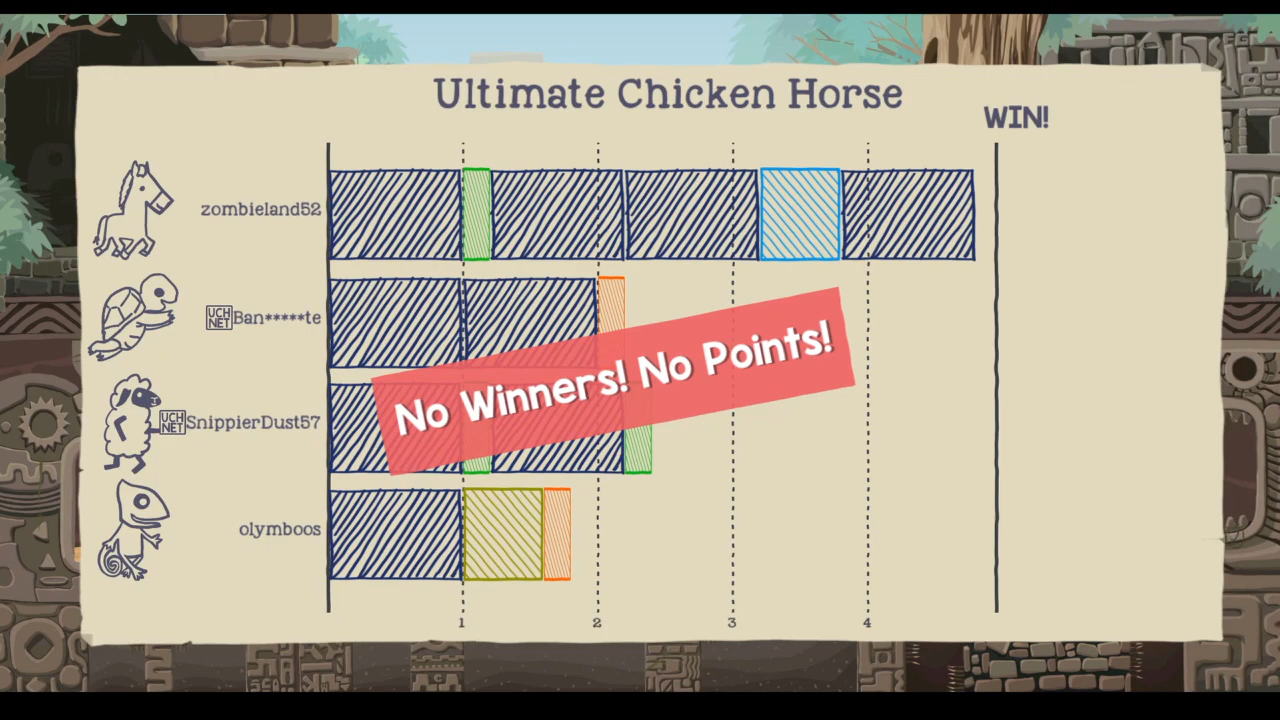 Ultimate Chicken Horse
WIN!
zombieland52
UCH NET Ban*****te
No Winners! No Points!
UCH NET SnippierDust57
olymboos
1 2 3 4